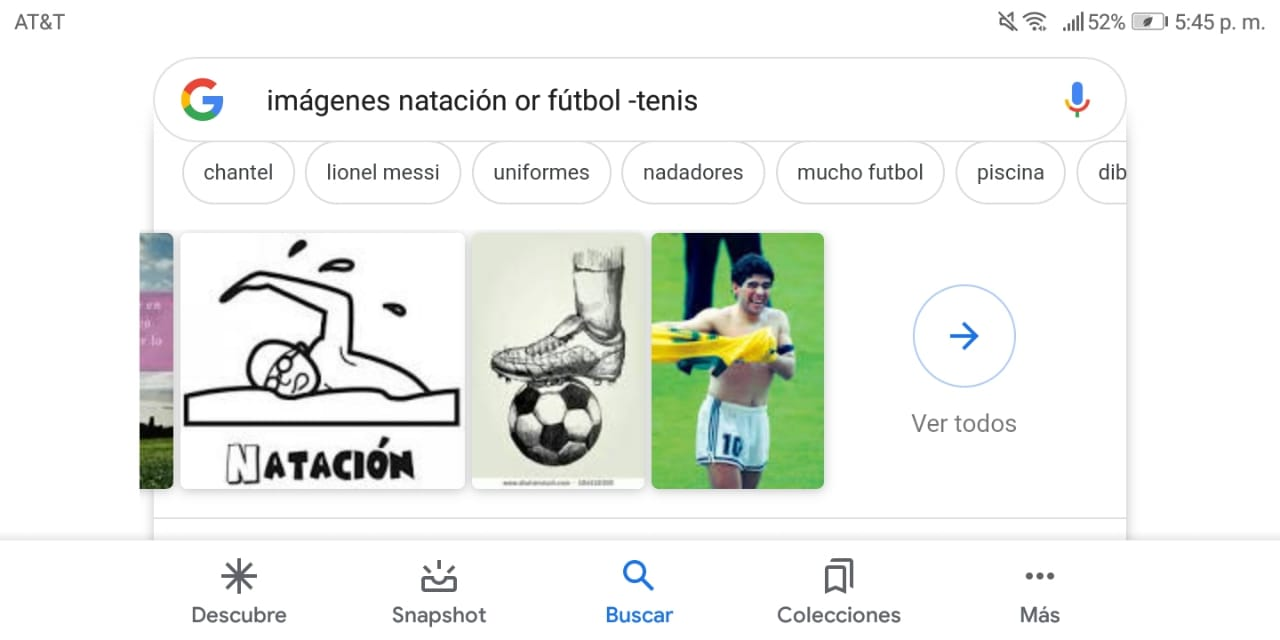 AT&T 52% 5:45 p. m.
imágenes natación or fútbol -tenis
chantel lionel messi uniformes nadadores mucho futbol piscina dib
NATACIÓN
10
Ver todos
Descubre Snapshot Buscar Colecciones Más